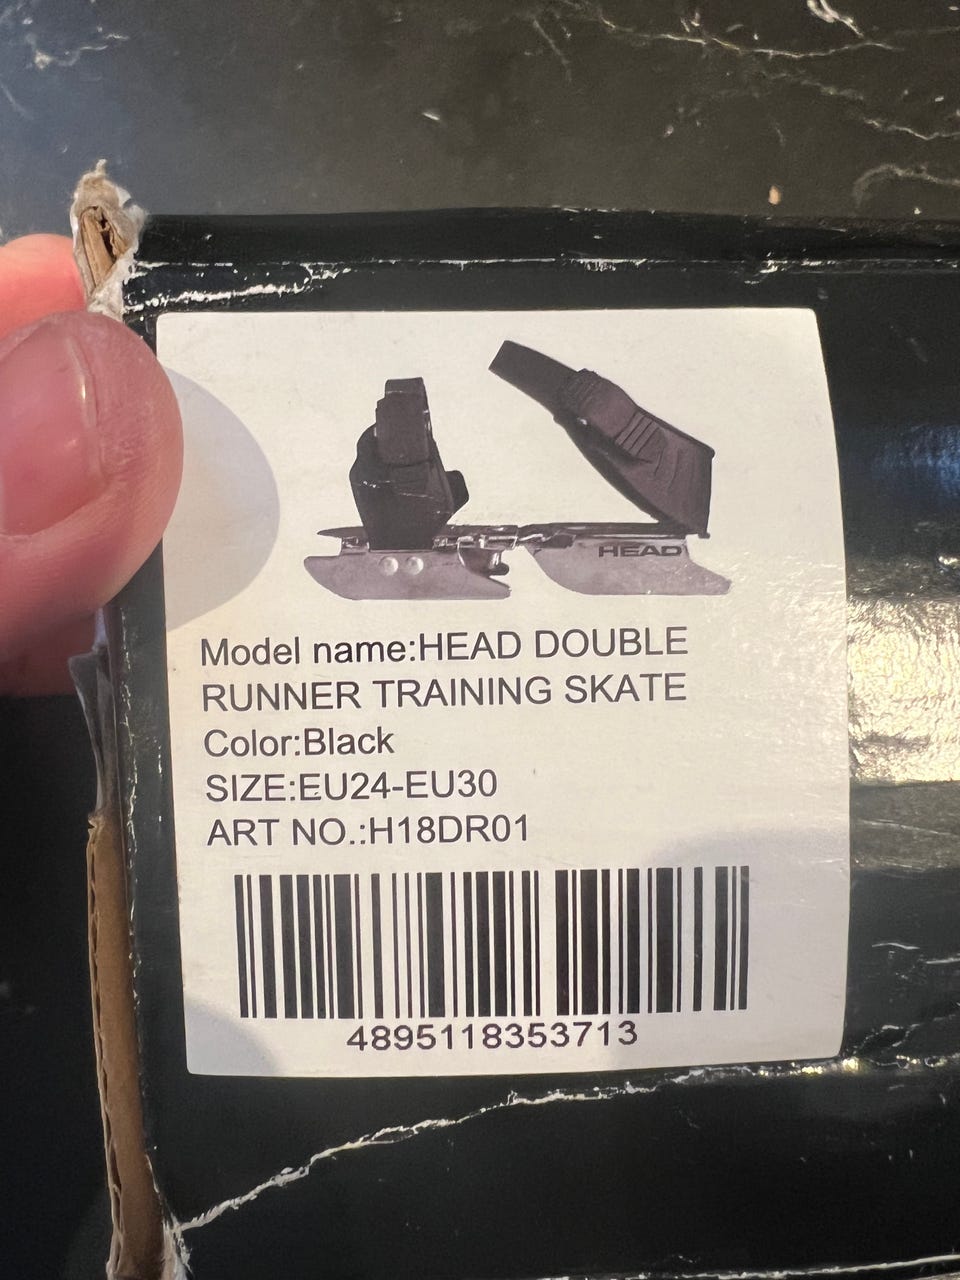 HEAD
Model name:HEAD DOUBLE
RUNNER TRAINING SKATE
Color:Black
SIZE:EU24-EU30
ART NO.:H18DR01
4895118353713